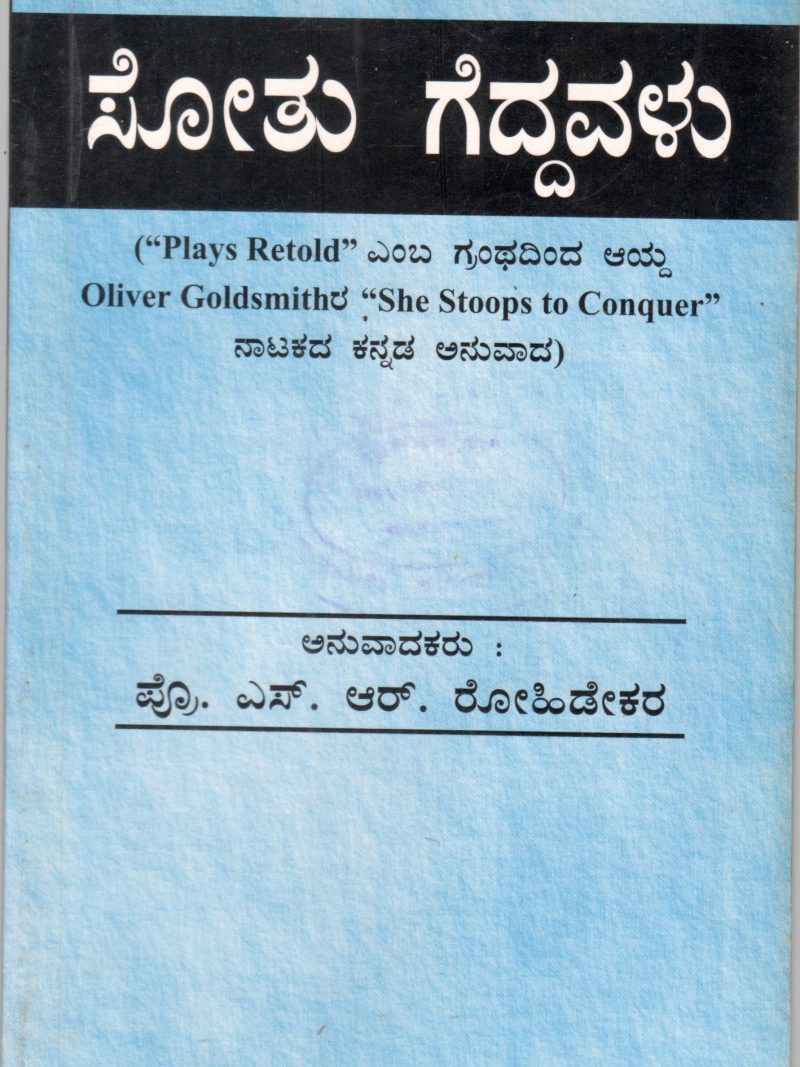 ಸೋತು ಗೆದ್ದವಳು
(“Plays Retold” ಎಂಬ ಗ್ರಂಥದಿಂದ ಆಯ್ದ
Oliver Goldsmithರ “She Stoops to Conquer”
ನಾಟಕದ ಕನ್ನಡ ಅನುವಾದ)
ಅನುವಾದಕರು :
ಪ್ರೊ. ಎಸ್. ಆರ್. ರೋಹಿಡೇಕರ